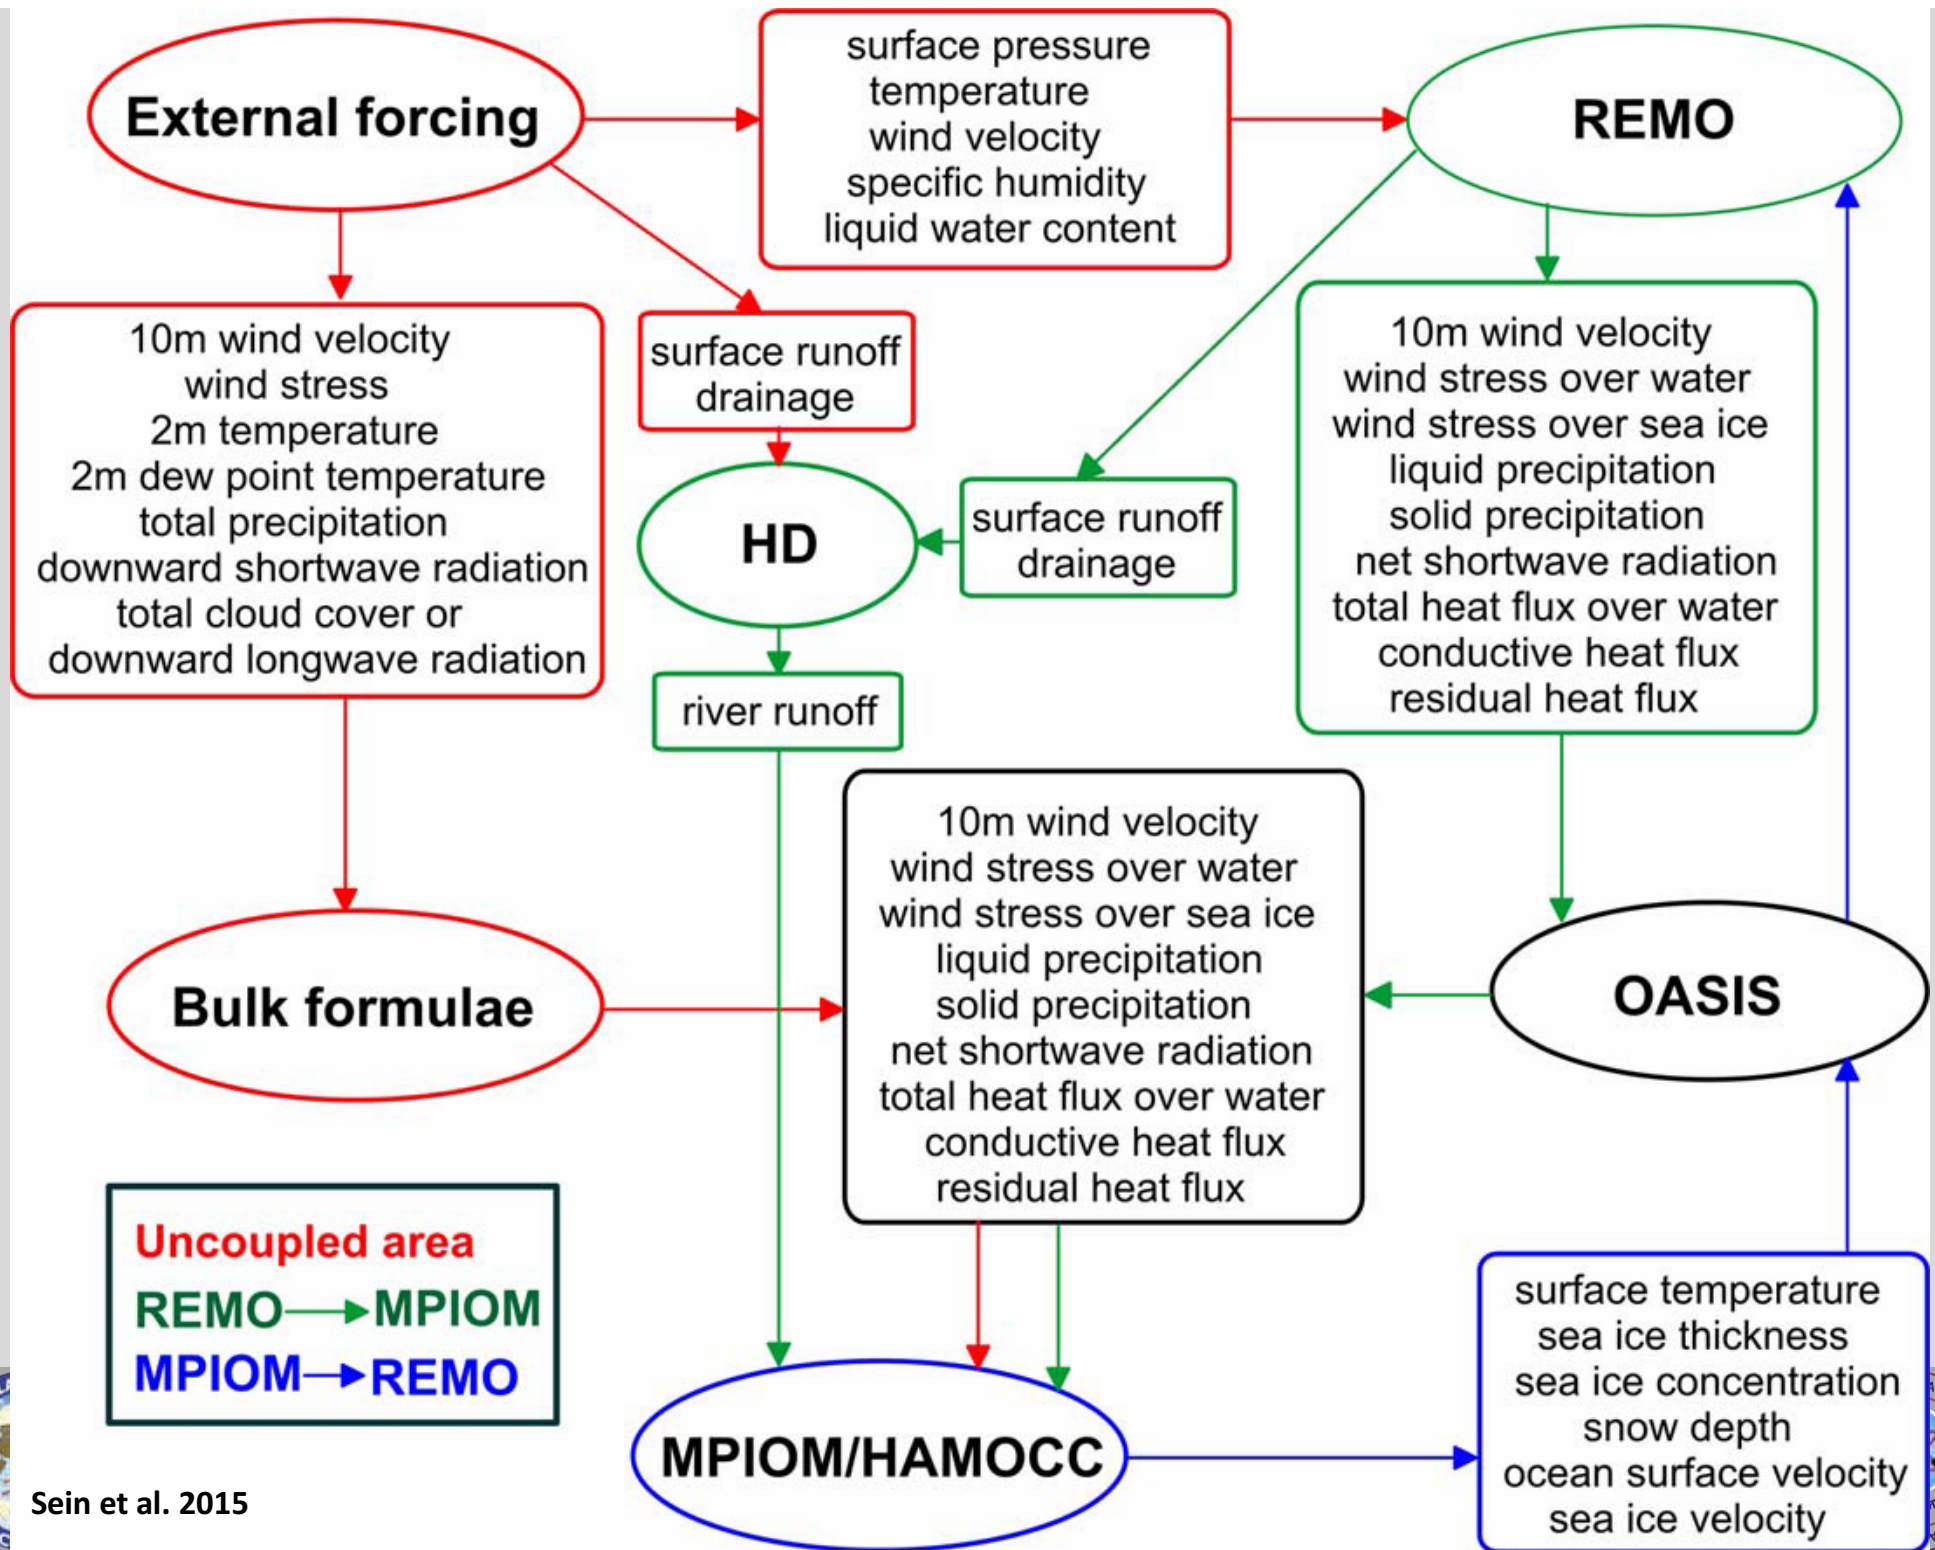 External forcing
surface pressure
temperature
wind velocity
specific humidity
liquid water content
REMO
10m wind velocity
wind stress
2m temperature
2m dew point temperature
total precipitation
downward shortwave radiation
total cloud cover or
downward longwave radiation
surface runoff
drainage
HD
surface runoff
drainage
10m wind velocity
wind stress over water
wind stress over sea ice
liquid precipitation
solid precipitation
net shortwave radiation
total heat flux over water
conductive heat flux
residual heat flux
river runoff
Bulk formulae
10m wind velocity
wind stress over water
wind stress over sea ice
liquid precipitation
solid precipitation
net shortwave radiation
total heat flux over water
conductive heat flux
residual heat flux
OASIS
Uncoupled area
REMO MPIOM
MPIOM REMO
MPIOM/HAMOCC
surface temperature
sea ice thickness
sea ice concentration
snow depth
ocean surface velocity
sea ice velocity
Sein et al. 2015